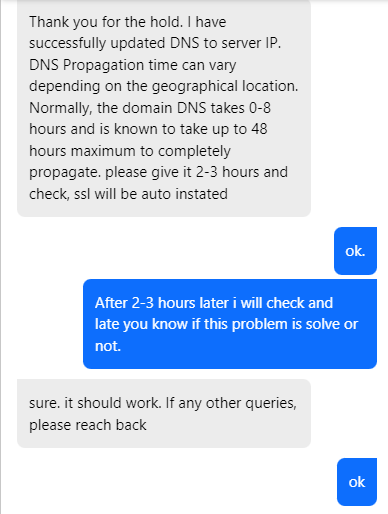 Thank you for the hold. I have
successfully updated DNS to server IP.
DNS Propagation time can vary
depending on the geographical location.
Normally, the domain DNS takes 0-8
hours and is known to take up to 48
hours maximum to completely
propagate. please give it 2-3 hours and
check, ssl will be auto instated
ok.
After 2-3 hours later i will check and
late you know if this problem is solve or
not.
sure. it should work. If any other queries,
please reach back
ok